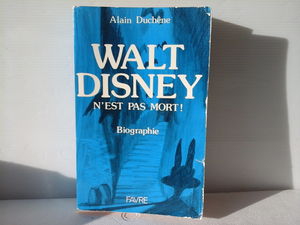 Alain Duchêne
WALT
DISNEY
N'EST PAS MORT!
Biographie
FAVRE